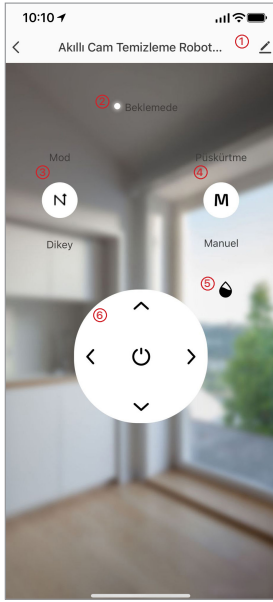 10:10
Akıllı Cam Temizleme Robot... ①
② Beklemede
Mod Püskürtme
③ ④
M
Dikey Manuel
⑤
⑥